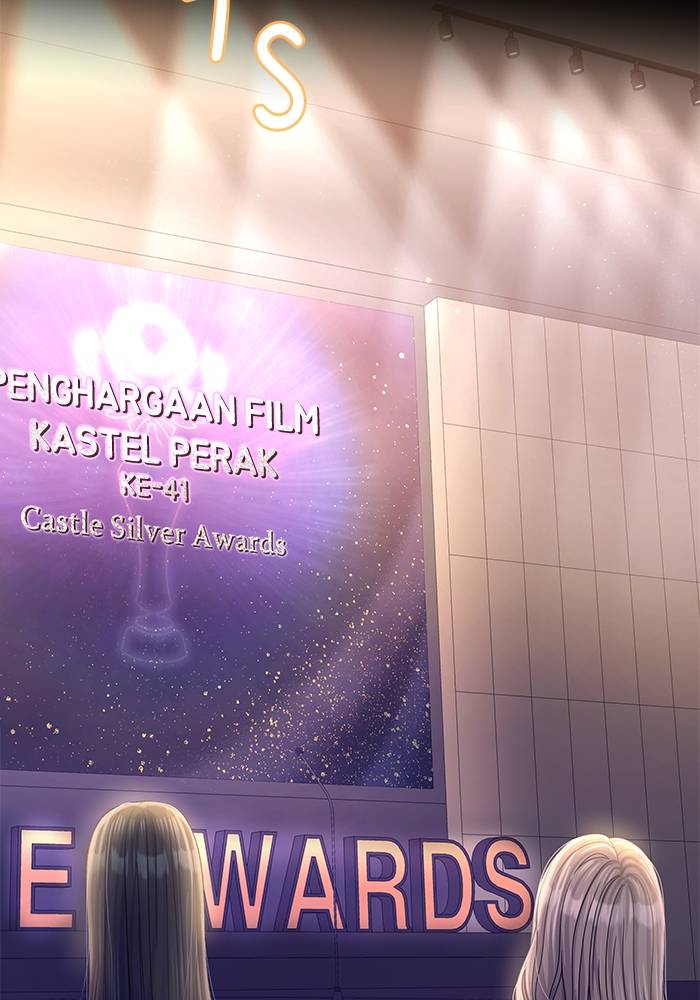 S
PENGHARGAAN FILM
KASTEL PERAK
KE-41
Castle Silver Awards
E AWARDS